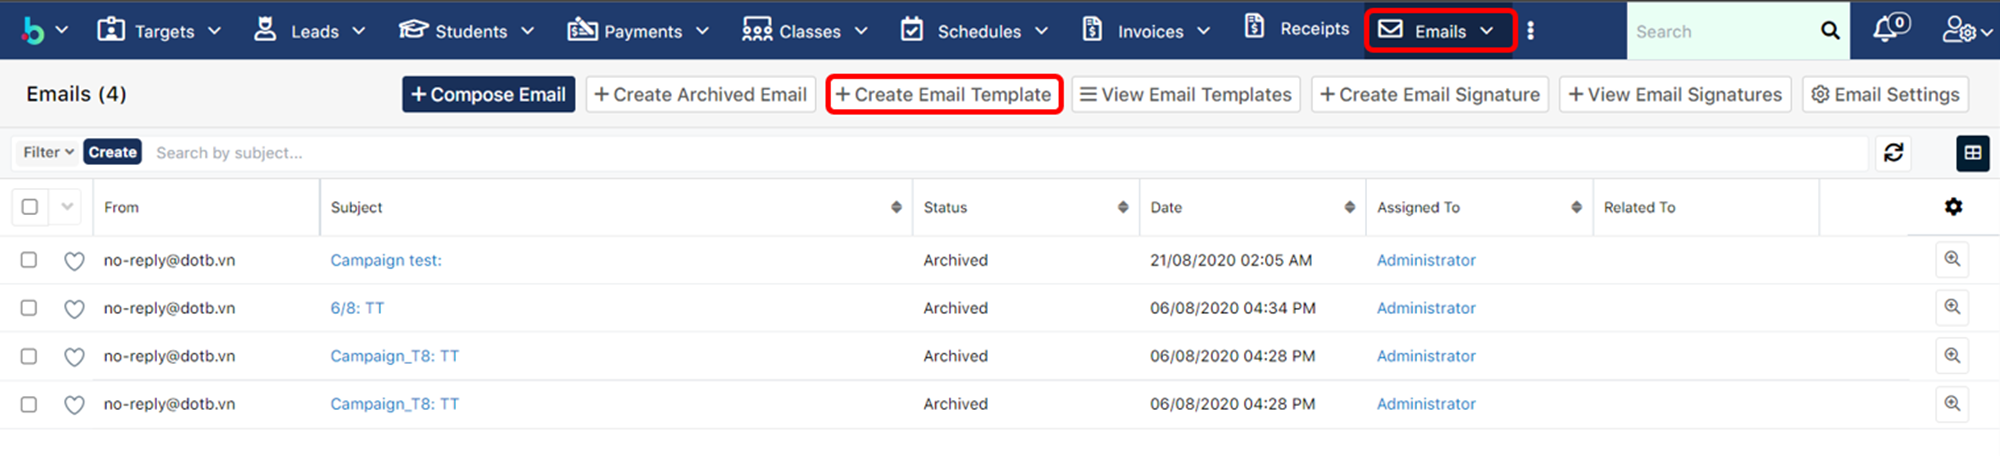 b Targets Leads Students Payments Classes Schedules Invoices Receipts Emails Search 0
Emails (4) + Compose Email + Create Archived Email + Create Email Template View Email Templates + Create Email Signature + View Email Signatures Email Settings
Filter Create Search by subject...
From Subject Status Date Assigned To Related To
no-reply@dotb.vn Campaign test: Archived 21/08/2020 02:05 AM Administrator
no-reply@dotb.vn 6/8: TT Archived 06/08/2020 04:34 PM Administrator
no-reply@dotb.vn Campaign_T8: TT Archived 06/08/2020 04:28 PM Administrator
no-reply@dotb.vn Campaign_T8: TT Archived 06/08/2020 04:28 PM Administrator